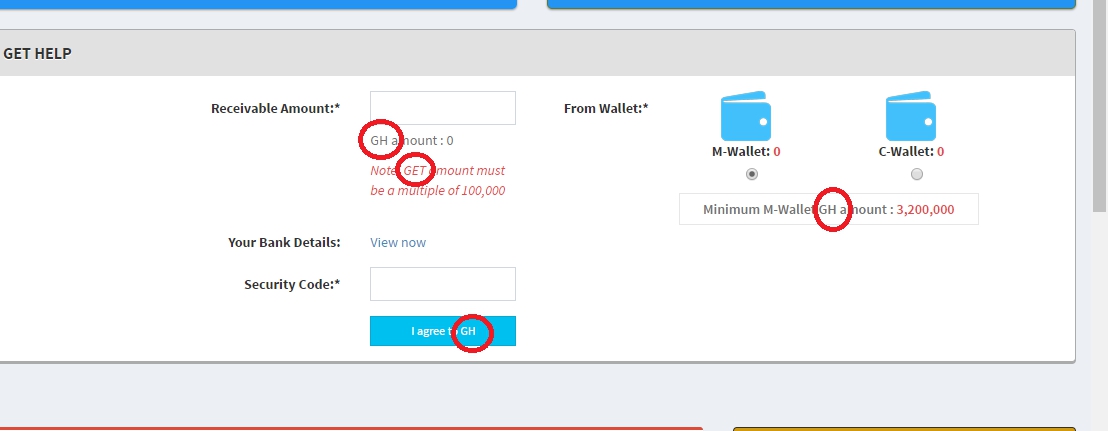 GET HELP
Receivable Amount:*
From Wallet:*
GH amount : 0
Note: GET amount must
be a multiple of 100,000
M-Wallet: 0
C-Wallet: 0
Minimum M-Wallet GH amount : 3,200,000
Your Bank Details:
View now
Security Code:*
I agree to GH